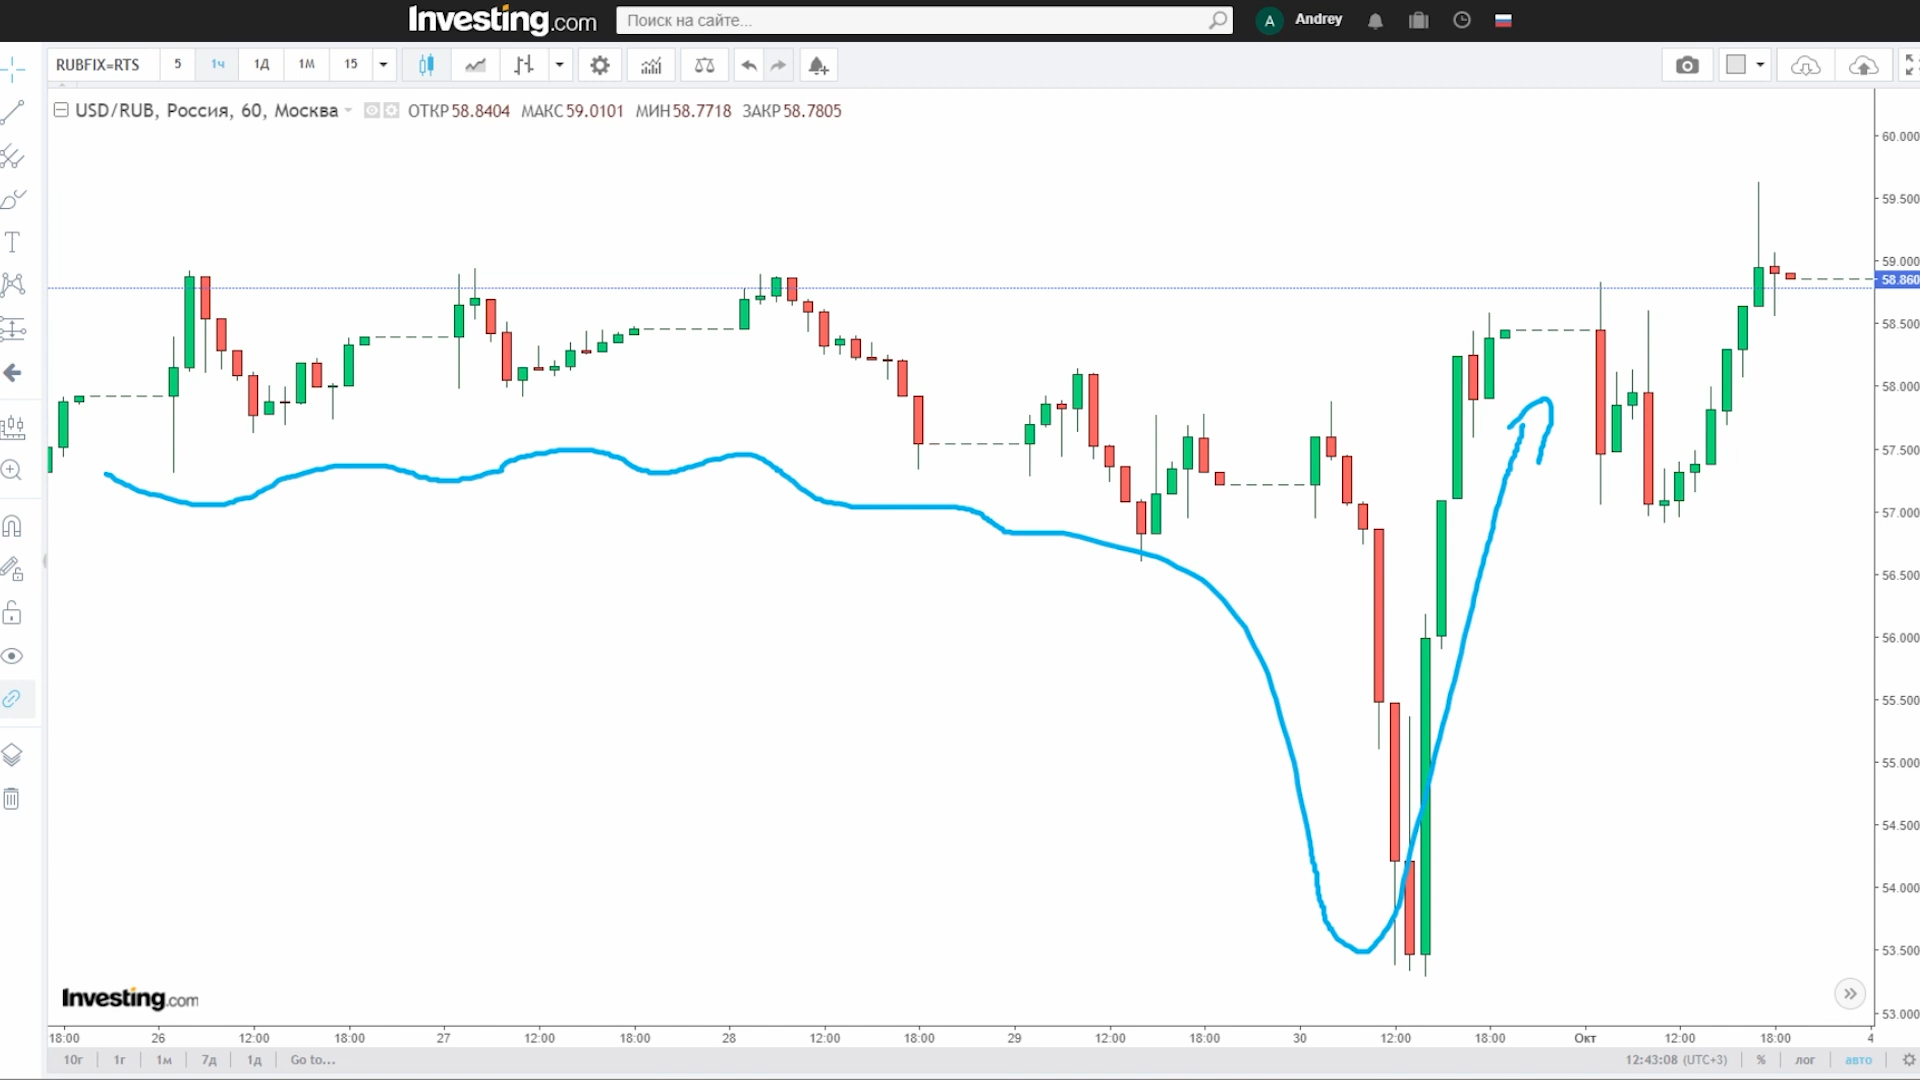 Investing.com
Поиск на сайте...
A
Andrey
RUBFIX=RTS 5 1ч 1Д 1М 15
USD/RUB, Россия, 60, Москва ОТКР 58.8404 МАКС 59.0101 МИН 58.7718 ЗАКР 58.7805
60.000
59.500
59.000
58.860
58.500
58.000
57.500
57.000
56.500
56.000
55.500
55.000
54.500
54.000
53.500
53.000
Investing.com
18:00 26 12:00 18:00 27 12:00 18:00 28 12:00 18:00 29 12:00 18:00 30 12:00 18:00 Окт 12:00 18:00 4
10г 1г 1м 7д 1д Go to... 12:43:08 (UTC+3) % лог авто